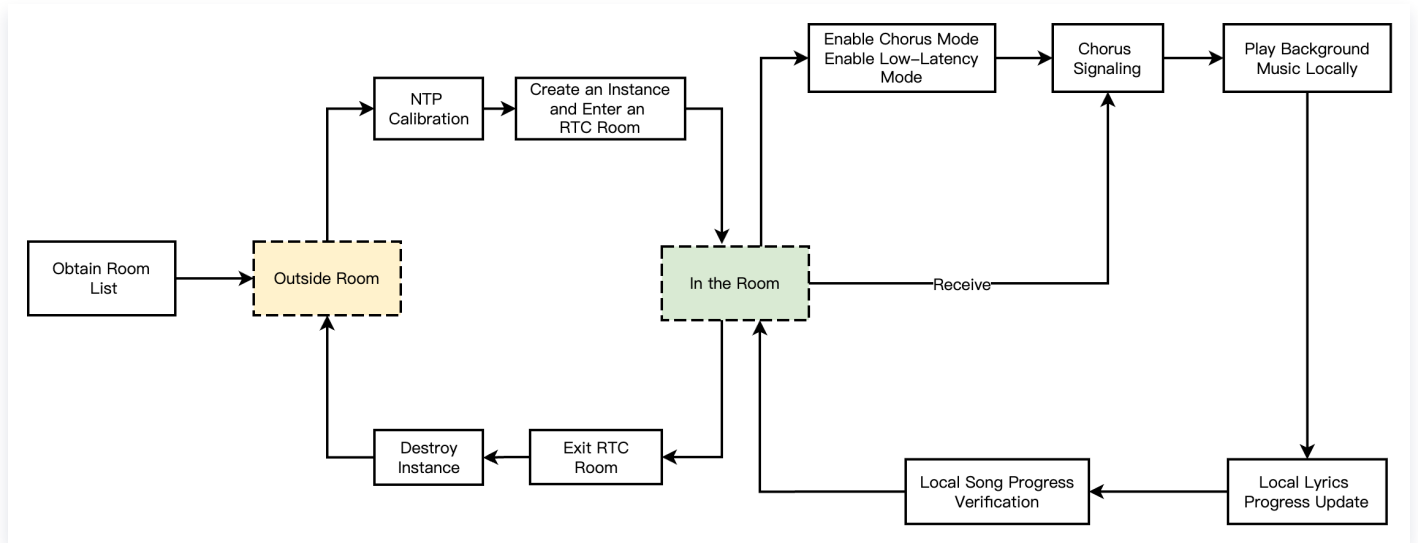 Enable Chorus Mode
Enable Low-Latency
Mode
Chorus
Signaling
Play Background
Music Locally
NTP
Calibration
Create an Instance
and Enter an
RTC Room
Obtain Room
List
Outside Room
In the Room
Receive
Destroy
Instance
Exit RTC
Room
Local Song Progress
Verification
Local Lyrics
Progress Update